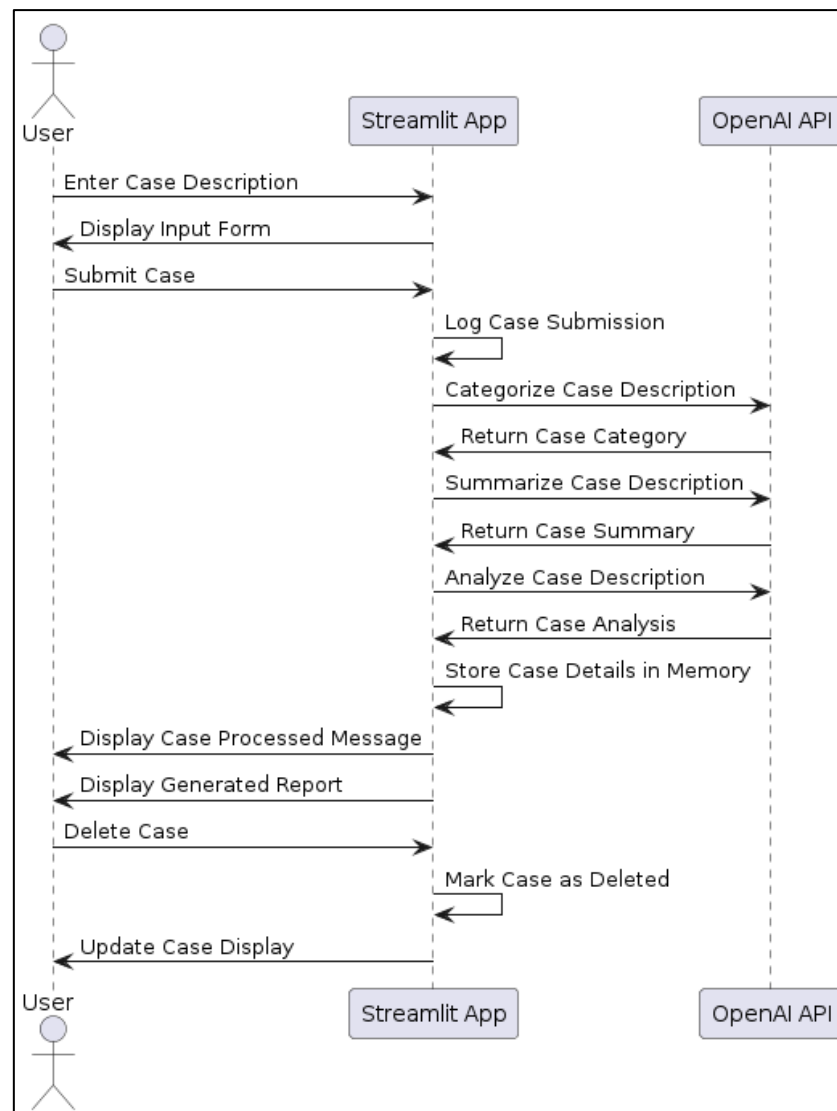 User
Streamlit App
OpenAI API
Enter Case Description
Display Input Form
Submit Case
Log Case Submission
Categorize Case Description
Return Case Category
Summarize Case Description
Return Case Summary
Analyze Case Description
Return Case Analysis
Store Case Details in Memory
Display Case Processed Message
Display Generated Report
Delete Case
Mark Case as Deleted
Update Case Display
User
Streamlit App
OpenAI API